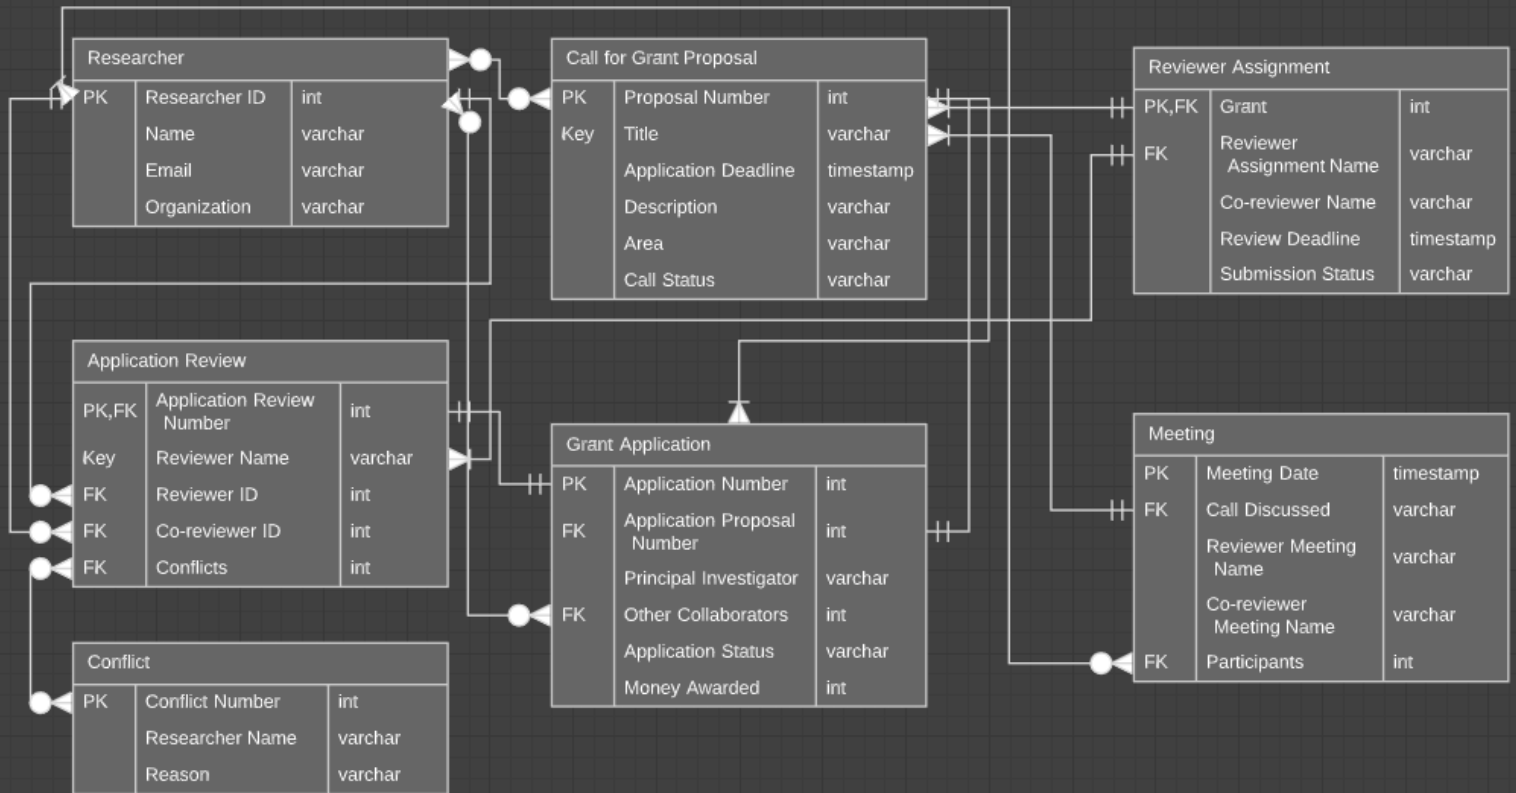 Researcher
PK Researcher ID int
Name varchar
Email varchar
Organization varchar
Call for Grant Proposal
PK Proposal Number int
Key Title varchar
Application Deadline timestamp
Description varchar
Area varchar
Call Status varchar
Reviewer Assignment
PK,FK Grant int
FK Reviewer
Assignment Name varchar
Co-reviewer Name varchar
Review Deadline timestamp
Submission Status varchar
Application Review
PK,FK Application Review
Number int
Key Reviewer Name varchar
FK Reviewer ID int
FK Co-reviewer ID int
FK Conflicts int
Grant Application
PK Application Number int
FK Application Proposal
Number int
Principal Investigator varchar
FK Other Collaborators int
Application Status varchar
Money Awarded int
Meeting
PK Meeting Date timestamp
FK Call Discussed varchar
Reviewer Meeting
Name varchar
Co-reviewer
Meeting Name varchar
FK Participants int
Conflict
PK Conflict Number int
Researcher Name varchar
Reason varchar